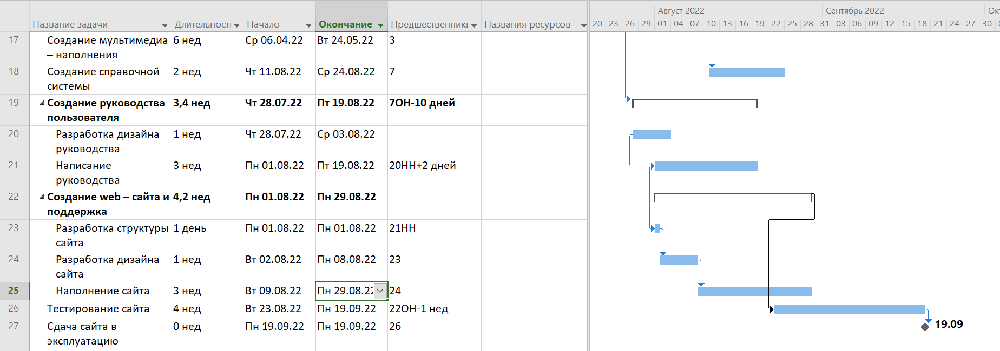 Август 2022 Сентябрь 2022 Окт
Название задачи Длительност Начало Окончание Предшественники Названия ресурсов 20 23 26 29 01 04 07 10 13 16 19 22 25 28 31 03 06 09 12 15 18 21 24 27 30
17 Создание мультимедиа 6 нед Ср 06.04.22 Вт 24.05.22 3
– наполнения
18 Создание справочной 2 нед Чт 11.08.22 Ср 24.08.22 7
системы
19 Создание руководства 3,4 нед Чт 28.07.22 Пт 19.08.22 7ОН-10 дней
пользователя
20 Разработка дизайна 1 нед Чт 28.07.22 Ср 03.08.22
руководства
21 Написание 3 нед Пн 01.08.22 Пт 19.08.22 20НН+2 дней
руководства
22 Создание web – сайта и 4,2 нед Пн 01.08.22 Пн 29.08.22
поддержка
23 Разработка структуры 1 день Пн 01.08.22 Пн 01.08.22 21НН
сайта
24 Разработка дизайна 1 нед Вт 02.08.22 Пн 08.08.22 23
сайта
25 Наполнение сайта 3 нед Вт 09.08.22 Пн 29.08.22 24
26 Тестирование сайта 4 нед Вт 23.08.22 Пн 19.09.22 22ОН-1 нед
27 Сдача сайта в 0 нед Пн 19.09.22 Пн 19.09.22 26 19.09
эксплуатацию